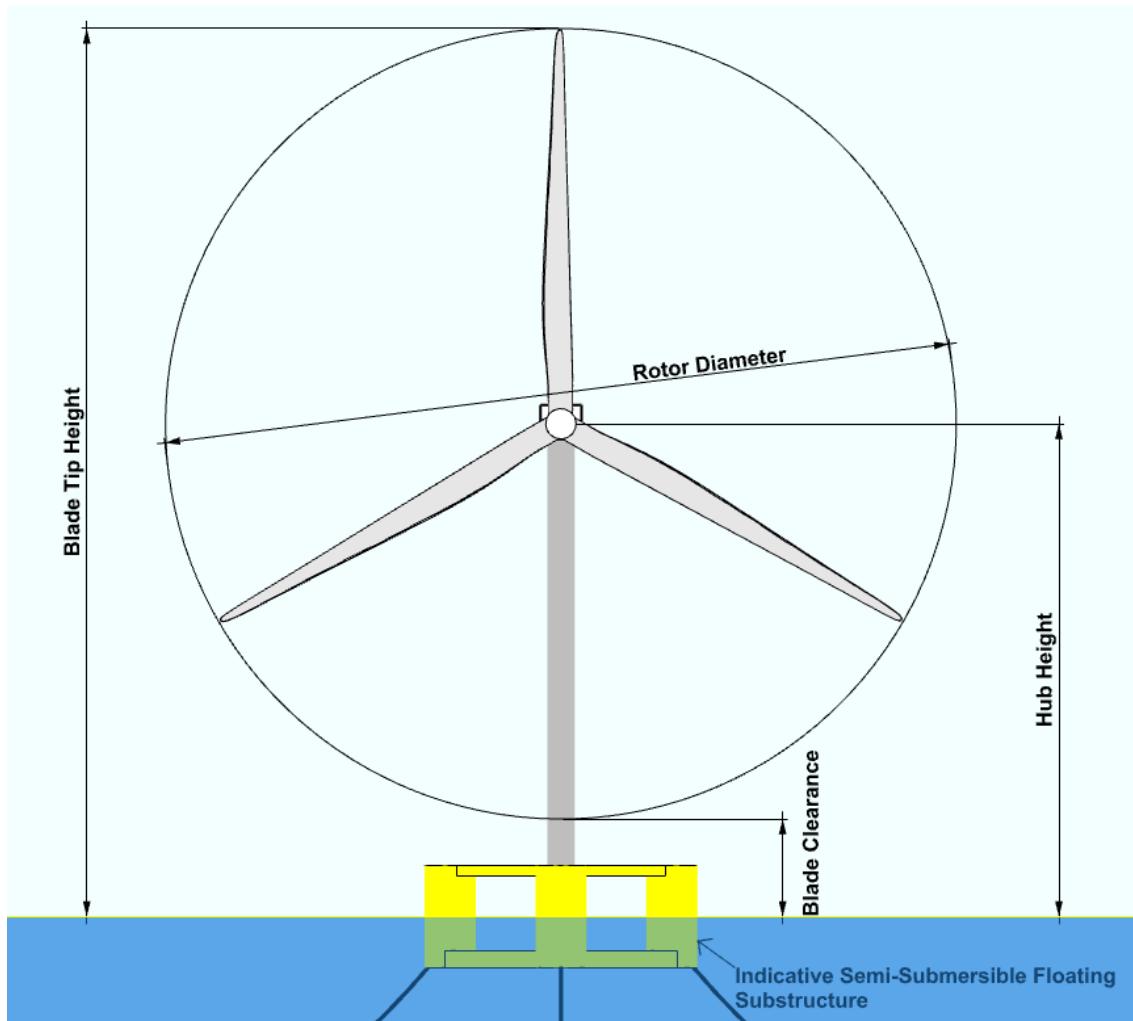 Rotor Diameter
Blade Tip Height
Hub Height
Blade Clearance
Indicative Semi-Submersible Floating
Substructure